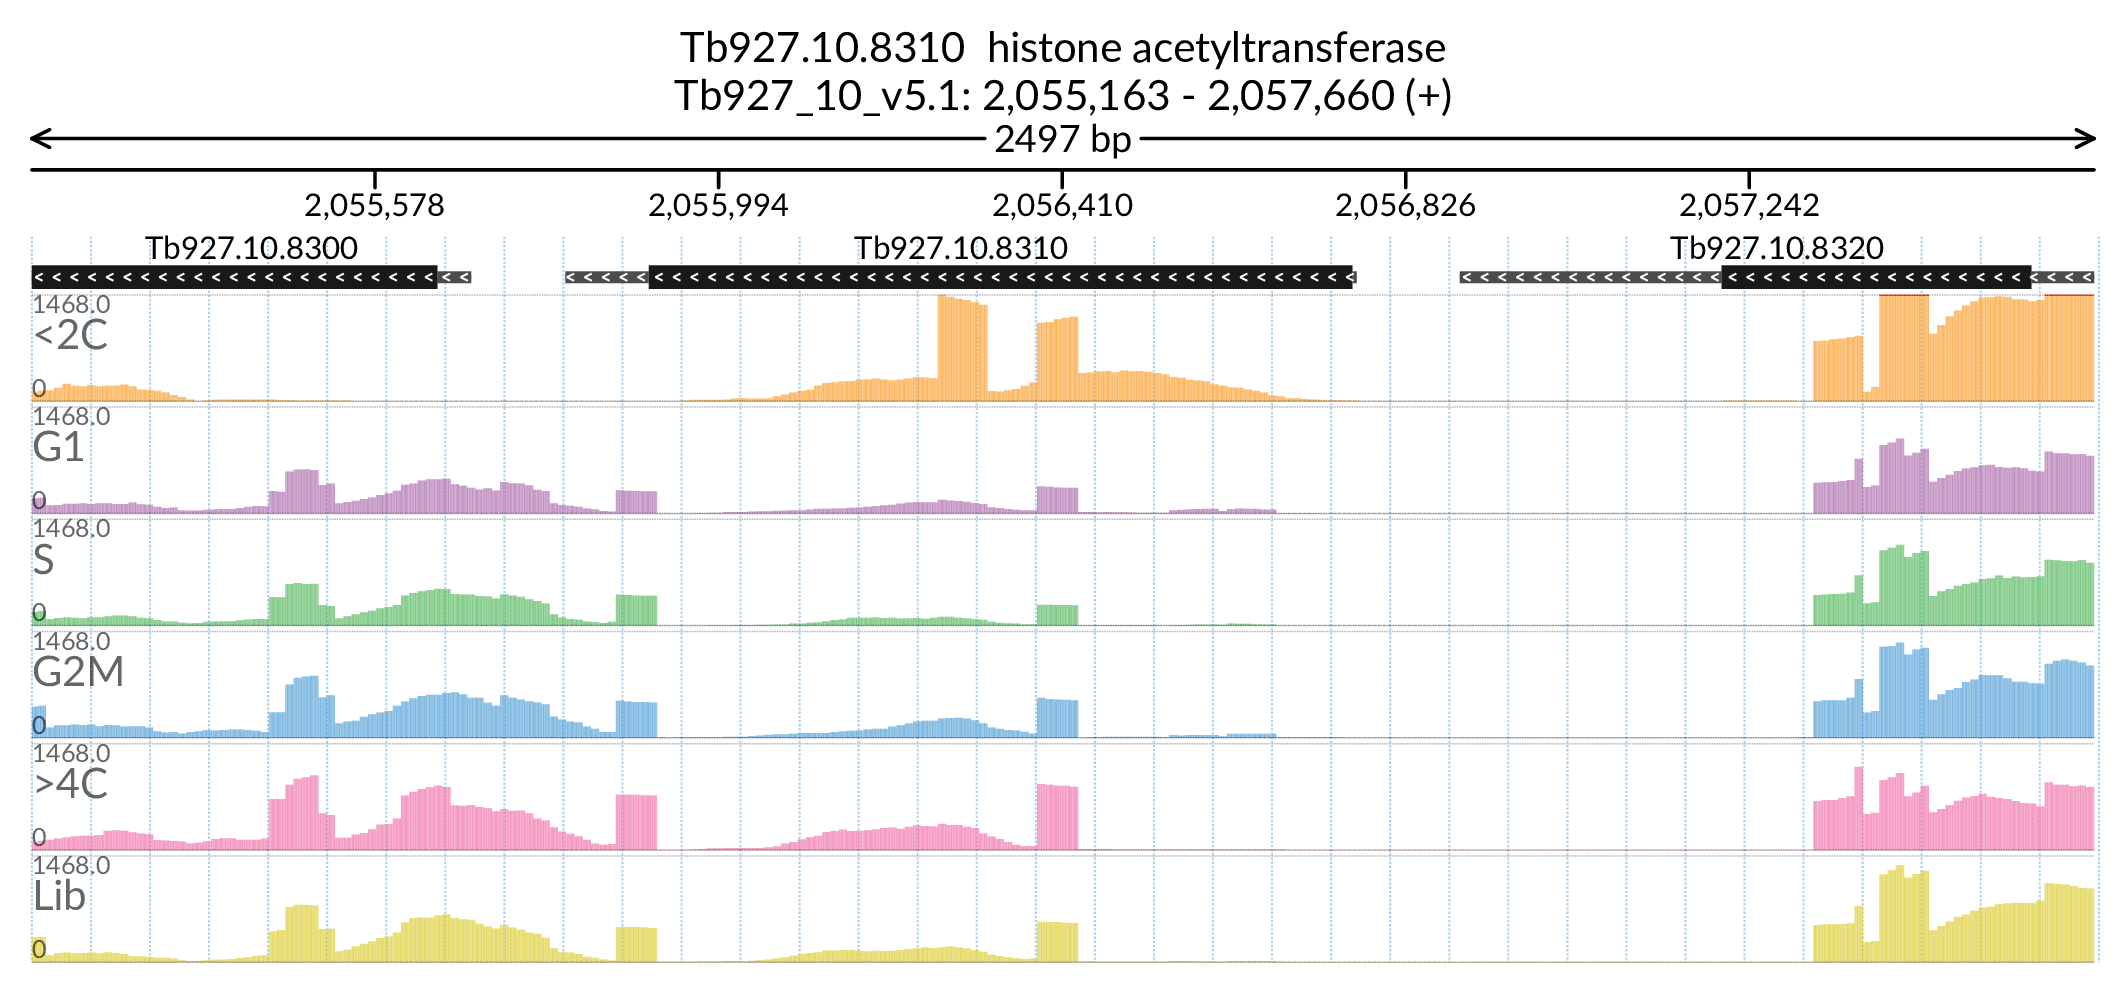 Tb927.10.8310 histone acetyltransferase
Tb927_10_v5.1: 2,055,163 - 2,057,660 (+)
2497 bp
2,055,578 2,055,994 2,056,410 2,056,826 2,057,242
Tb927.10.8300 Tb927.10.8310 Tb927.10.8320
1468.0
<2C
0
1468.0
G1
0
1468.0
S
0
1468.0
G2M
0
1468.0
>4C
0
1468.0
Lib
0